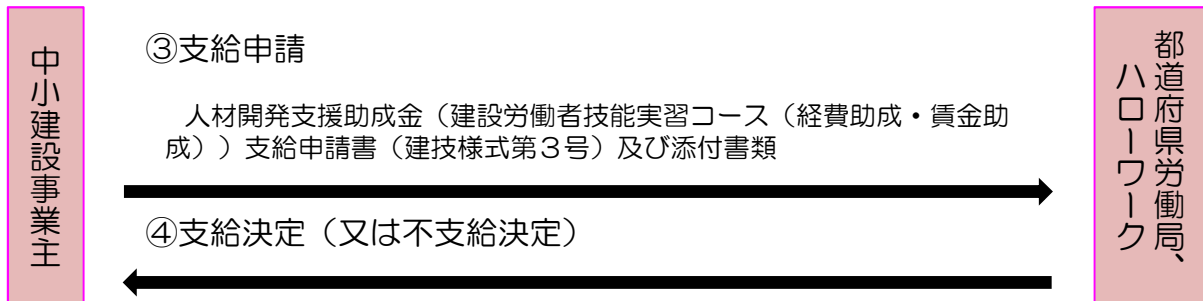 中小建設事業主
③支給申請
人材開発支援助成金（建設労働者技能実習コース（経費助成・賃金助
成））支給申請書（建技様式第３号）及び添付書類
④支給決定（又は不支給決定）
都道府県労働局、
ハローワーク